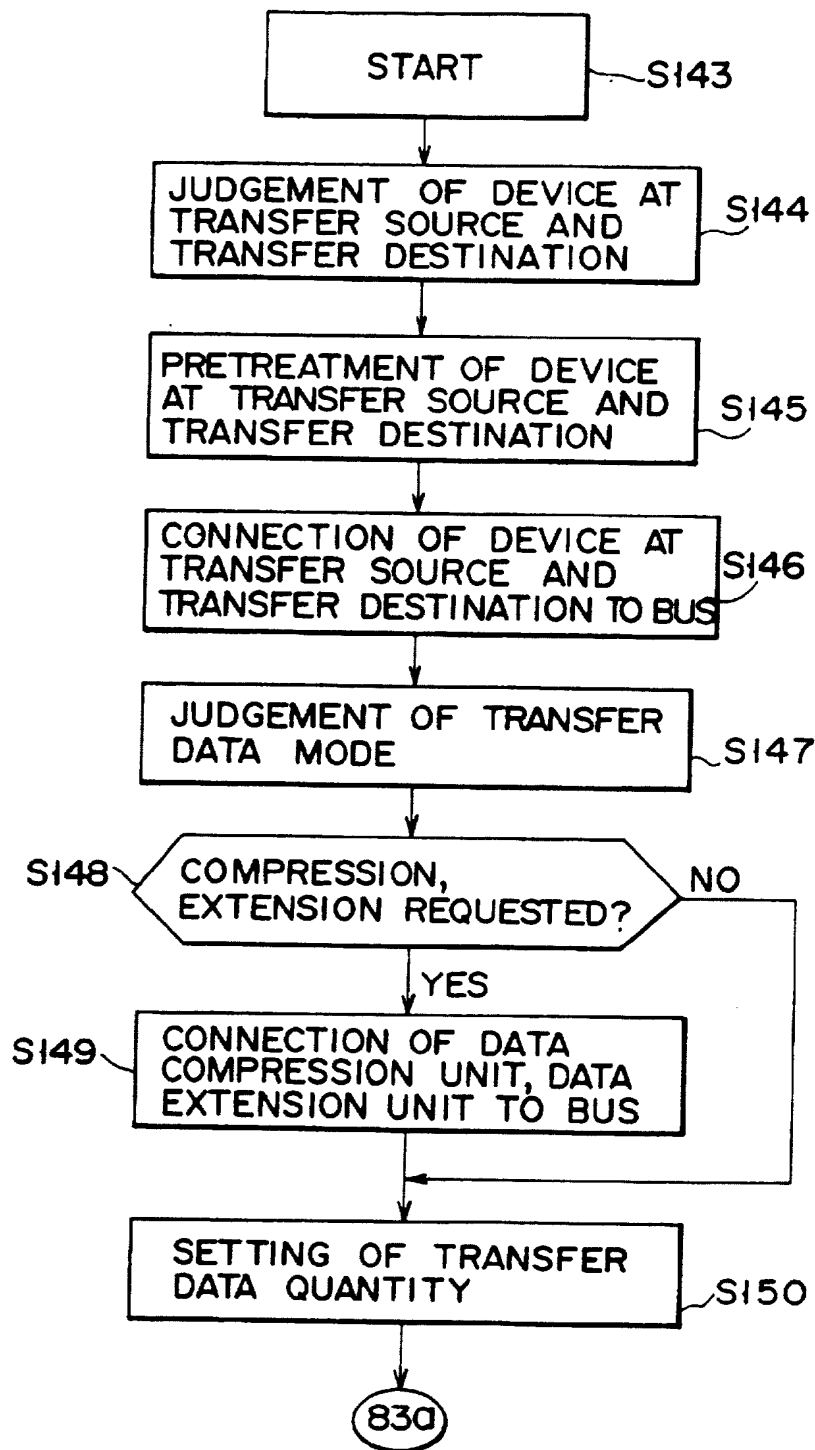 START
S143
JUDGEMENT OF DEVICE AT
TRANSFER SOURCE AND
TRANSFER DESTINATION
S144
PRETREATMENT OF DEVICE
AT TRANSFER SOURCE AND
TRANSFER DESTINATION
S145
CONNECTION OF DEVICE AT
TRANSFER SOURCE AND
TRANSFER DESTINATION TO BUS
S146
JUDGEMENT OF TRANSFER
DATA MODE
S147
S148
COMPRESSION,
EXTENSION REQUESTED?
NO
YES
S149
CONNECTION OF DATA
COMPRESSION UNIT, DATA
EXTENSION UNIT TO BUS
SETTING OF TRANSFER
DATA QUANTITY
S150
83a